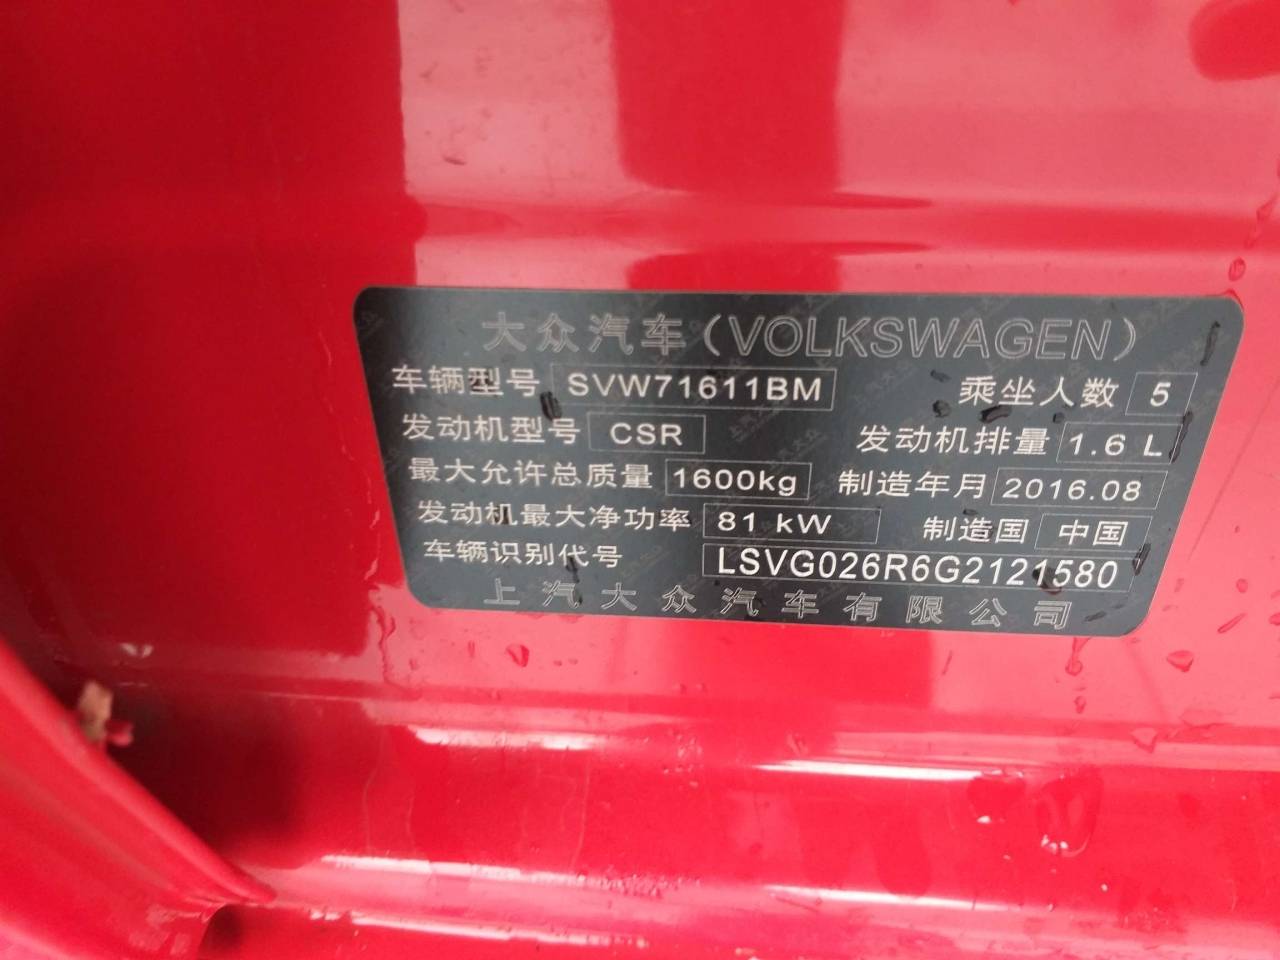 大众汽车（VOLKSWAGEN）
车辆型号 SVW71611BM 乘坐人数 5
发动机型号 CSR 发动机排量 1.6 L
最大允许总质量 1600kg 制造年月 2016.08
发动机最大净功率 81 kW 制造国 中国
车辆识别代号 LSVG026R6G2121580
上汽大众汽车有限公司